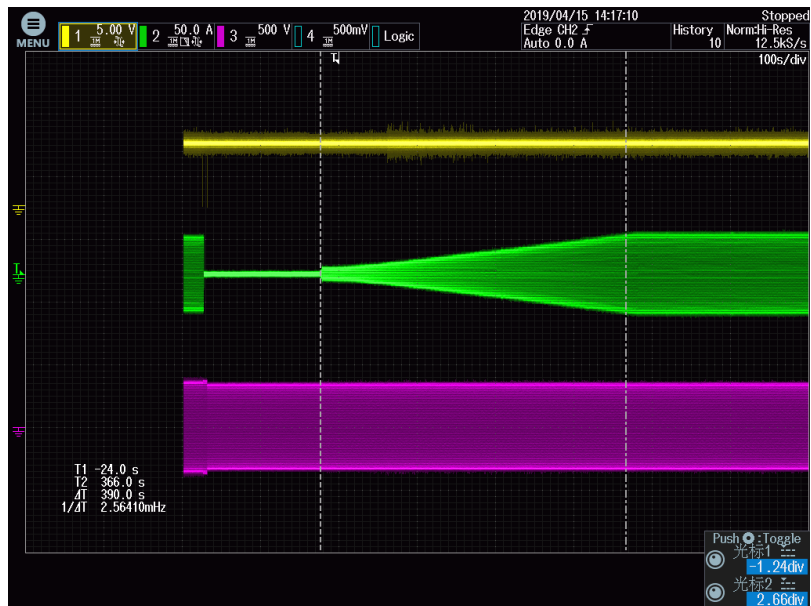 2019/04/15 14:17:10 Stopped
MENU
1 5.00 V
2 50.0 A
3 500 V
4 500mV
Logic
Edge CH2
Auto 0.0 A
History 10
Norm:Hi-Res
12.5kS/s
100s/div
T1 -24.0 s
T2 366.0 s
ΔT 390.0 s
1/ΔT 2.56410mHz
Push :Toggle
光标1
-1.24div
光标2
2.66div